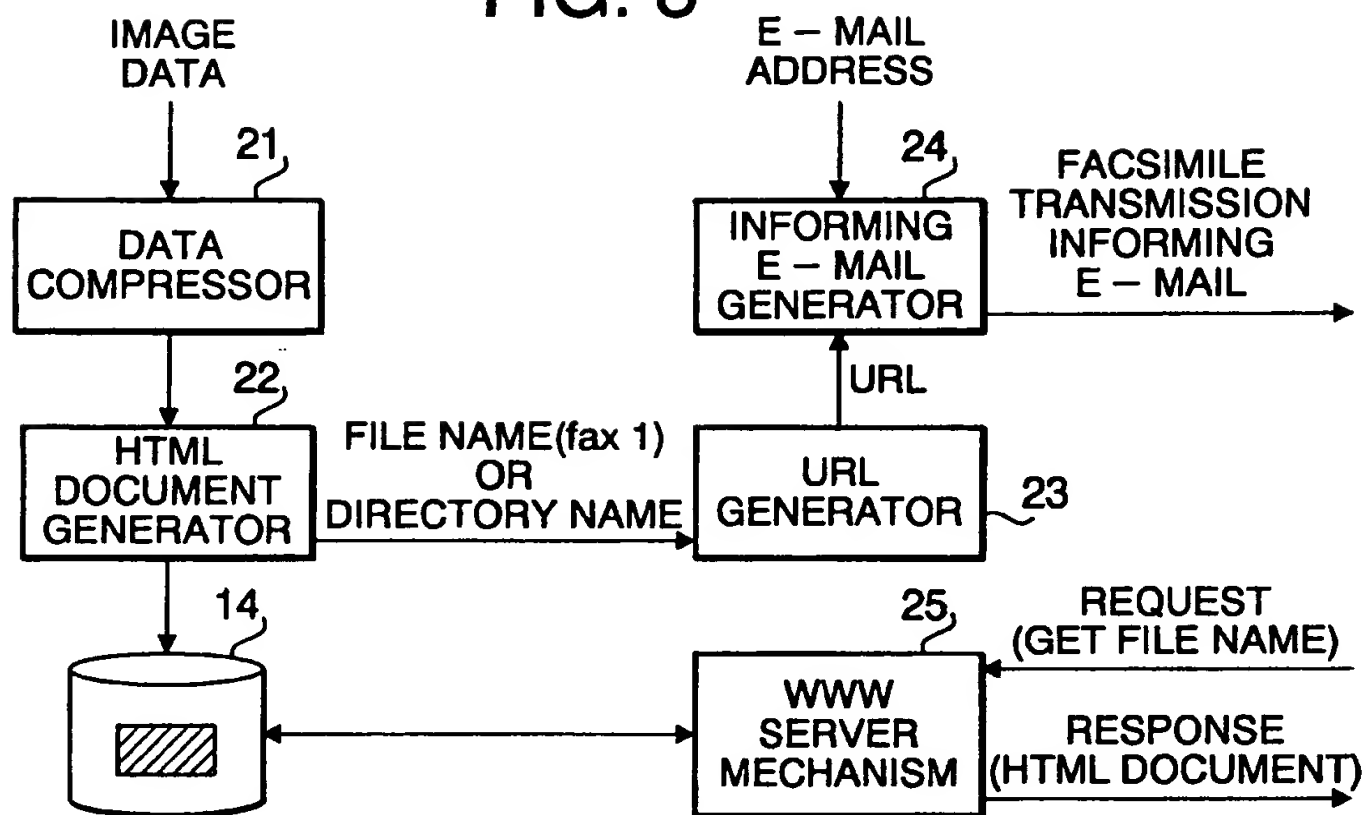 IMAGE
DATA
E – MAIL
ADDRESS
21
DATA
COMPRESSOR
24
INFORMING
E – MAIL
GENERATOR
FACSIMILE
TRANSMISSION
INFORMING
E – MAIL
22
HTML
DOCUMENT
GENERATOR
FILE NAME(fax 1)
OR
DIRECTORY NAME
URL
URL
GENERATOR
23
14
25
WWW
SERVER
MECHANISM
REQUEST
(GET FILE NAME)
RESPONSE
(HTML DOCUMENT)